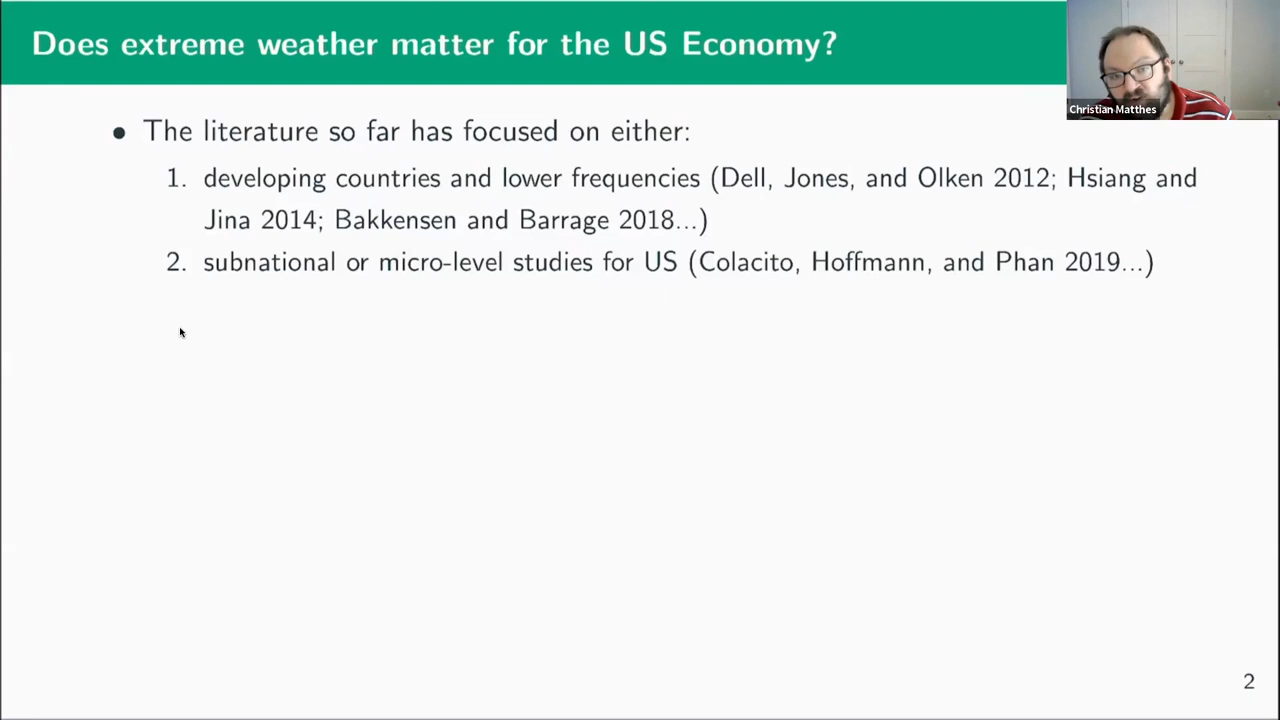 Does extreme weather matter for the US Economy?
Christian Matthes
• The literature so far has focused on either:
1. developing countries and lower frequencies (Dell, Jones, and Olken 2012; Hsiang and
Jina 2014; Bakkensen and Barrage 2018...)
2. subnational or micro-level studies for US (Colacito, Hoffmann, and Phan 2019...)
2